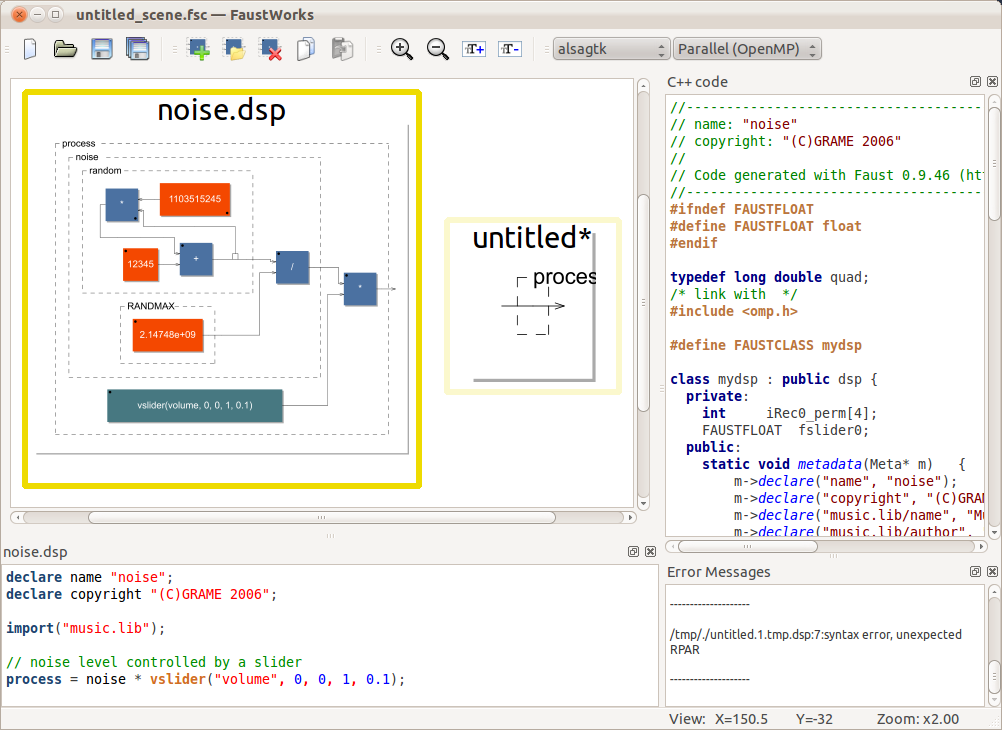 untitled_scene.fsc — FaustWorks
T+ T-
alsagtk Parallel (OpenMP)
noise.dsp
process
noise
random
*
1103515245
12345
+
/
*
RANDMAX
2.14748e+09
vslider(volume, 0, 0, 1, 0.1)
untitled*
proces
C++ code
//------------------------------------
// name: "noise"
// copyright: "(C)GRAME 2006"
//
// Code generated with Faust 0.9.46 (ht
//------------------------------------
#ifndef FAUSTFLOAT
#define FAUSTFLOAT float
#endif
typedef long double quad;
/* link with  */
#include <omp.h>
#define FAUSTCLASS mydsp
class mydsp : public dsp {
  private:
    int     iRec0_perm[4];
    FAUSTFLOAT  fslider0;
  public:
    static void metadata(Meta* m)   {
        m->declare("name", "noise");
        m->declare("copyright", "(C)GRA
        m->declare("music.lib/name", "M
        m->declare("music.lib/author",
noise.dsp
declare name "noise";
declare copyright "(C)GRAME 2006";
import("music.lib");
// noise level controlled by a slider
process = noise * vslider("volume", 0, 0, 1, 0.1);
Error Messages
--------------------
/tmp/./untitled.1.tmp.dsp:7:syntax error, unexpected
RPAR
--------------------
View: X=150.5 Y=-32 Zoom: x2.00